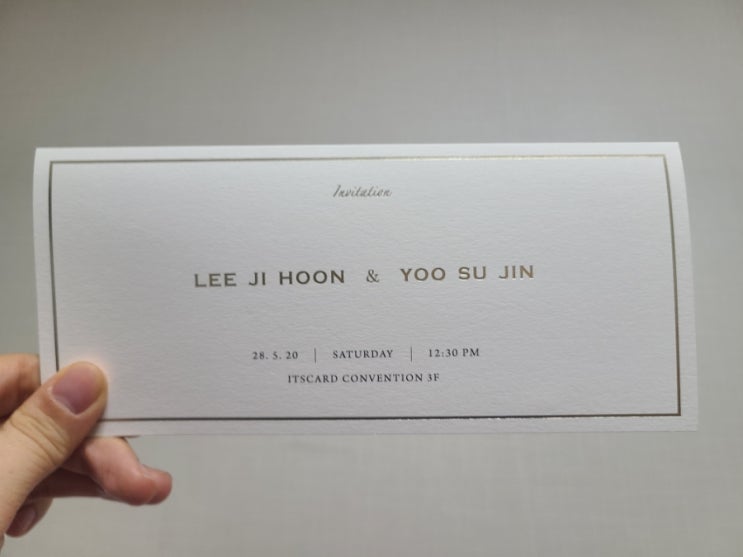 Invitation
LEE JI HOON & YOO SU JIN
28. 5. 20 | SATURDAY | 12:30 PM
ITSCARD CONVENTION 3F